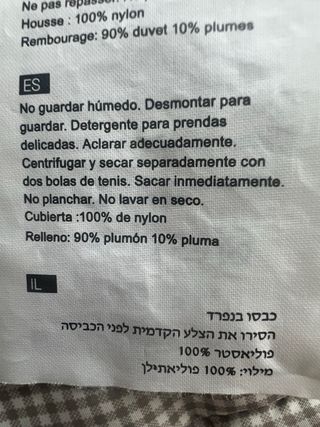 Ne pas repasser.
Housse : 100% nylon
Rembourage: 90% duvet 10% plumes
ES
No guardar húmedo. Desmontar para
guardar. Detergente para prendas
delicadas. Aclarar adecuadamente.
Centrifugar y secar separadamente con
dos bolas de tenis. Sacar inmediatamente.
No planchar. No lavar en seco.
Cubierta :100% de nylon
Relleno: 90% plumón 10% pluma
IL
כבסו בנפרד
הסירו את הצלע הקדמית לפני הכביסה
פוליאסטר 100%
מילוי: 100% פוליאתילן